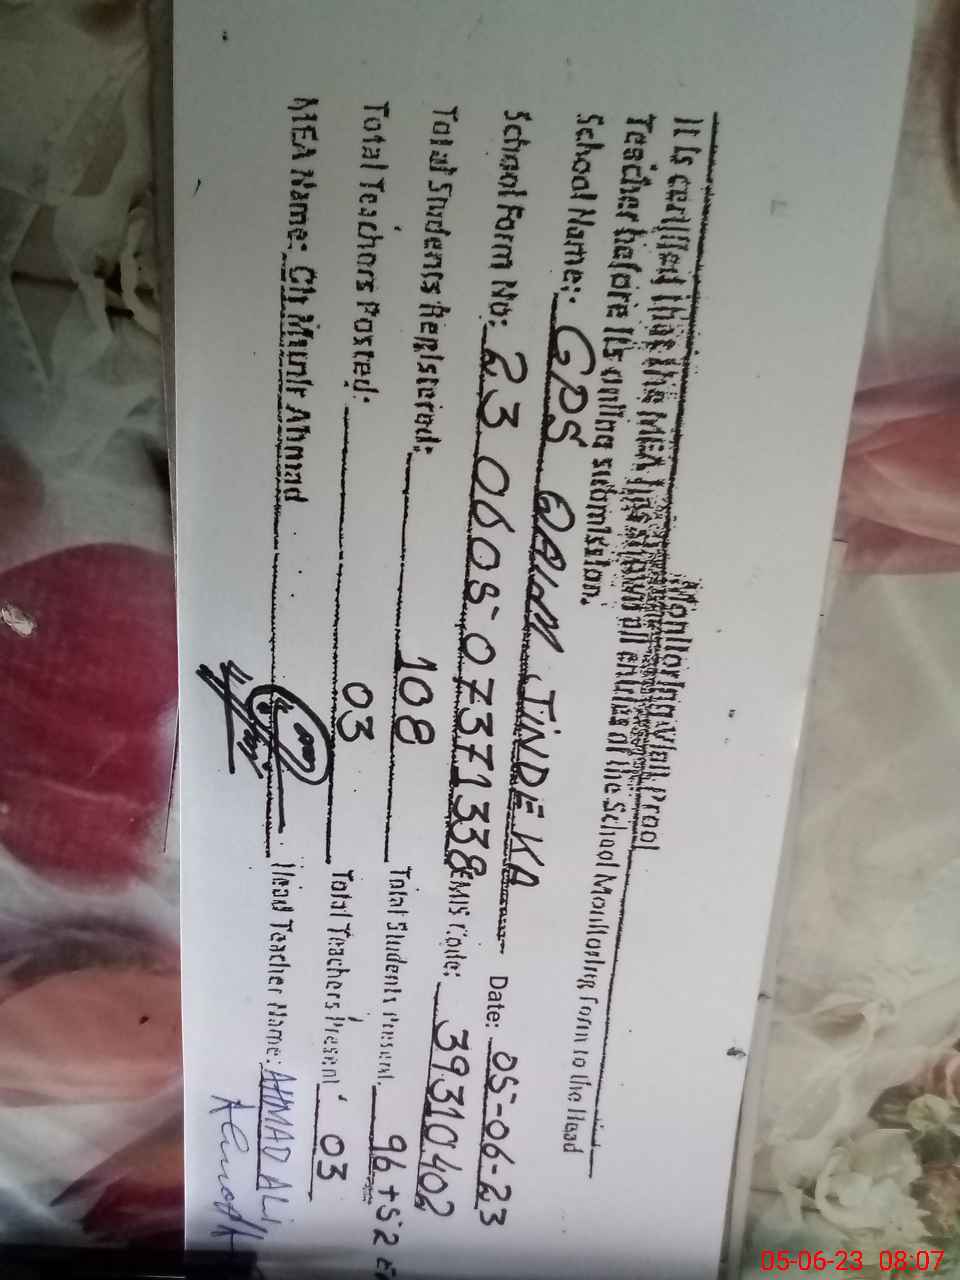 Monitoring Visit Proof
It is certified that the MEA has shown all entries of the School Monitoring Form to the Head
Teacher before its online submission.
School Name: GPS QAIM JINDEKA Date: 05-06-23
School Form No: 23 0605-07371338 EMIS Code: 39310402
Total Students Registered: 108 Total Students Present. 96+52
Total Teachers Posted: 03 Total Teachers Present 03
MEA Name: Ch Munir Ahmad Head Teacher Name: AHMAD ALi
05-06-23 08:07